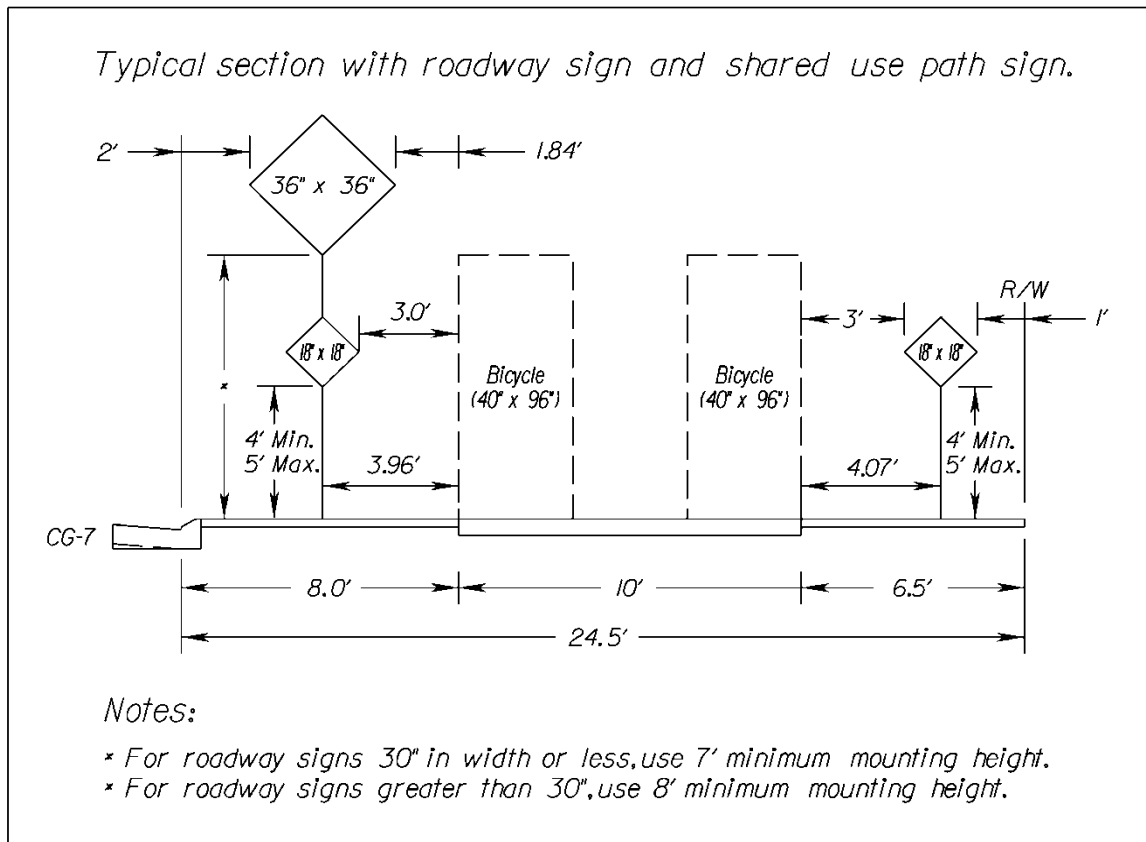 Typical section with roadway sign and shared use path sign.
2'
1.84'
36" x 36"
R/W
3.0'
3'
1'
18" x 18"
18" x 18"
Bicycle
(40" x 96")
Bicycle
(40" x 96")
*
4' Min.
5' Max.
4' Min.
5' Max.
3.96'
4.07'
CG-7
8.0'
10'
6.5'
24.5'
Notes:
* For roadway signs 30" in width or less, use 7' minimum mounting height.
* For roadway signs greater than 30", use 8' minimum mounting height.